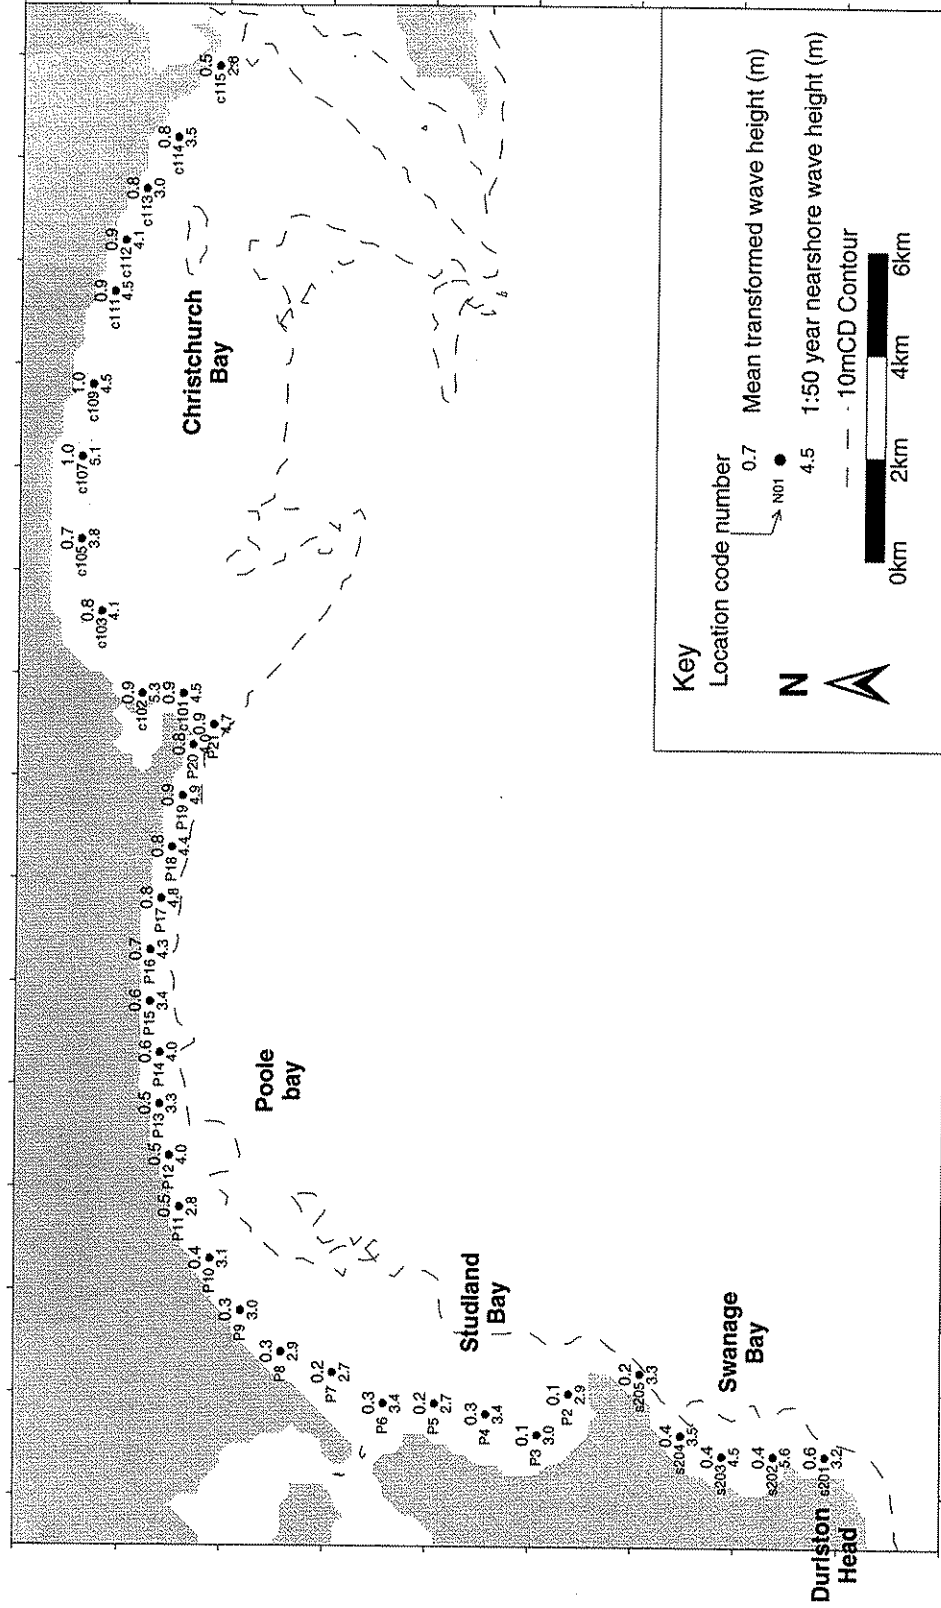 0.5
c115
2.8
0.8
c114
3.5
0.8
c113
3.0
0.9
c112
4.1
0.9
c111
4.5
1.0
c109
4.5
1.0
c107
5.1
0.7
c105
3.8
0.8
c103
4.1
0.9
c102
5.3
0.9
c101
4.5
0.9
P21
4.7
0.8
P20
4.0
0.9
P19
4.9
0.8
P18
4.4
0.8
P17
4.8
0.7
P16
4.3
0.6
P15
3.4
0.6
P14
4.0
0.5
P13
3.3
0.5
P12
4.0
0.5
P11
2.8
0.4
P10
3.1
0.3
P9
3.0
0.3
P8
2.9
0.2
P7
2.7
0.3
P6
3.4
0.2
P5
2.7
0.3
P4
3.4
0.1
P3
3.0
0.1
P2
2.9
0.2
s205
3.3
0.4
s204
3.5
0.4
s203
4.5
0.4
s202
5.6
0.6
s201
3.2
Christchurch
Bay
Poole
bay
Studland
Bay
Swanage
Bay
Durlston
Head
Key
Location code number
N01
0.7
4.5
Mean transformed wave height (m)
1:50 year nearshore wave height (m)
10mCD Contour
N
0km
2km
4km
6km